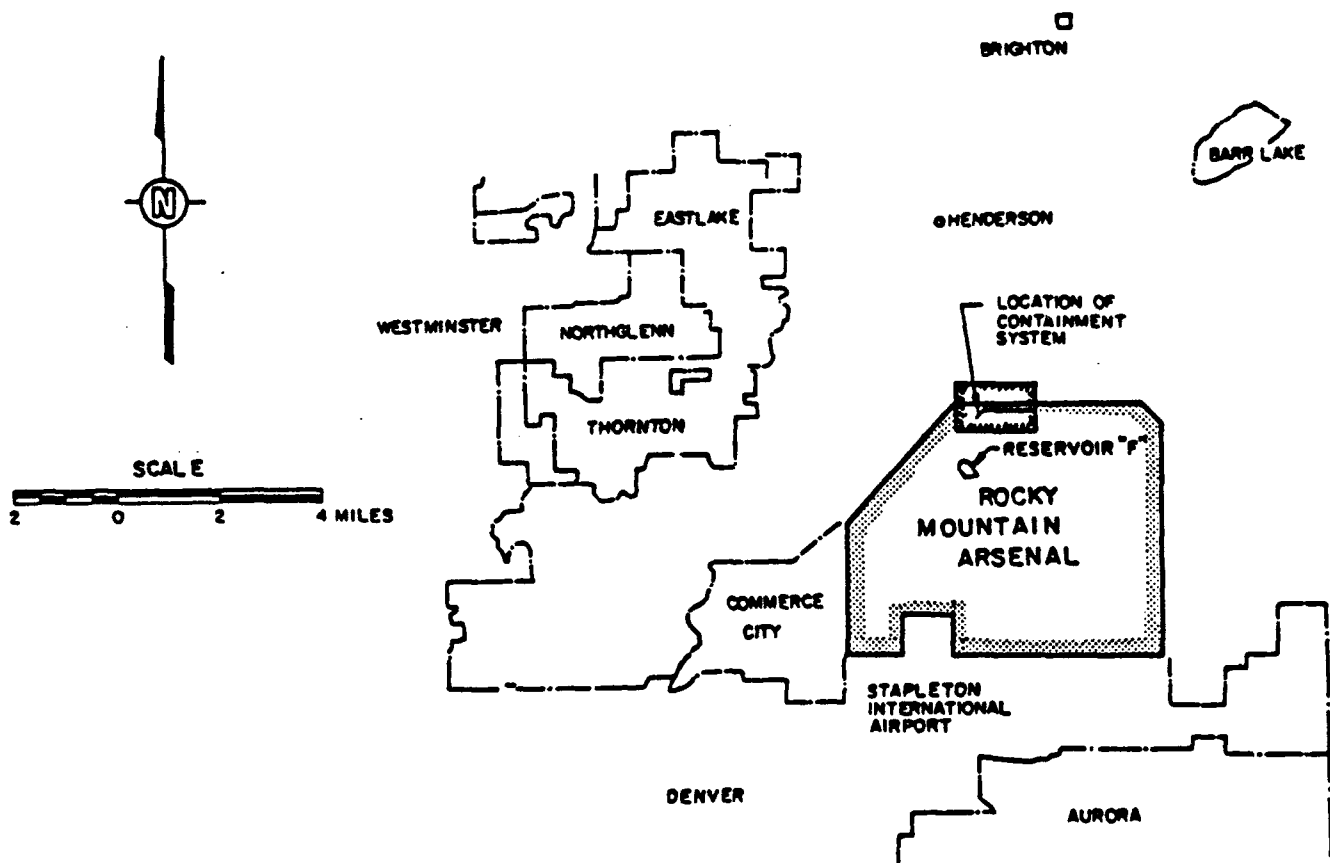 BRIGHTON
BARR LAKE
N
EASTLAKE
HENDERSON
LOCATION OF
CONTAINMENT
SYSTEM
WESTMINSTER
NORTHGLENN
THORNTON
RESERVOIR "F"
SCALE
2 0 2 4 MILES
ROCKY
MOUNTAIN
ARSENAL
COMMERCE
CITY
STAPLETON
INTERNATIONAL
AIRPORT
DENVER
AURORA